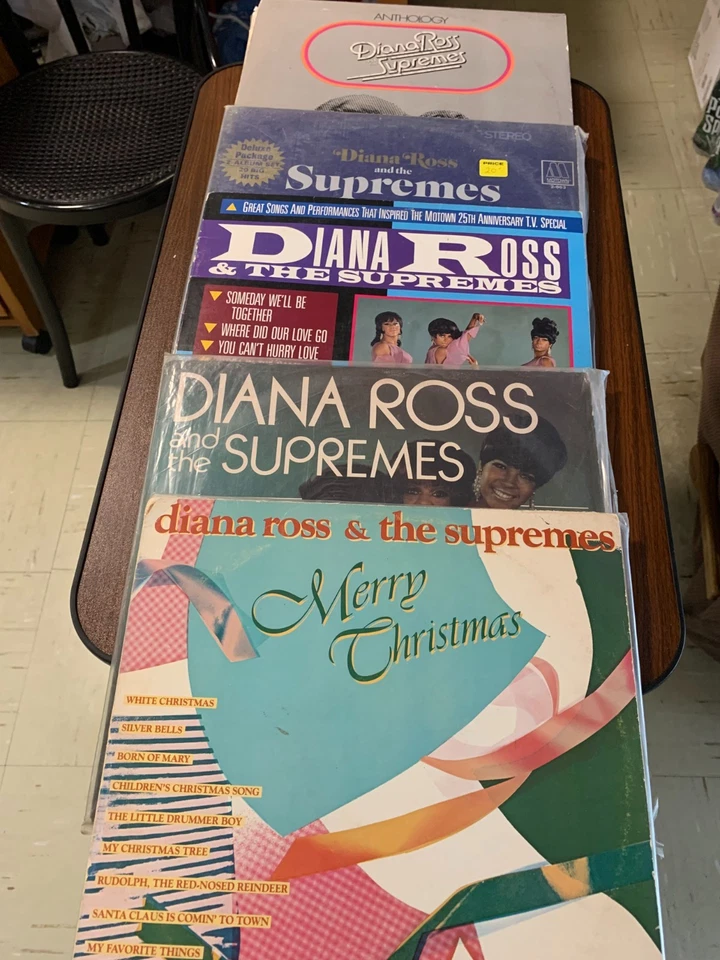 ANTHOLOGY
Diana Ross
Supremes
STEREO
Deluxe
Package
Diana Ross
and the
Supremes
PRICE
MOTOWN
GREAT SONGS AND PERFORMANCES THAT INSPIRED THE MOTOWN 25TH ANNIVERSARY T.V. SPECIAL
DIANA ROSS
& THE SUPREMES
SOMEDAY WE'LL BE
TOGETHER
WHERE DID OUR LOVE GO
YOU CAN'T HURRY LOVE
DIANA ROSS
and
the SUPREMES
diana ross & the supremes
Merry
Christmas
WHITE CHRISTMAS
SILVER BELLS
BORN OF MARY
CHILDREN'S CHRISTMAS SONG
THE LITTLE DRUMMER BOY
MY CHRISTMAS TREE
RUDOLPH, THE RED-NOSED REINDEER
SANTA CLAUS IS COMIN' TO TOWN
MY FAVORITE THINGS